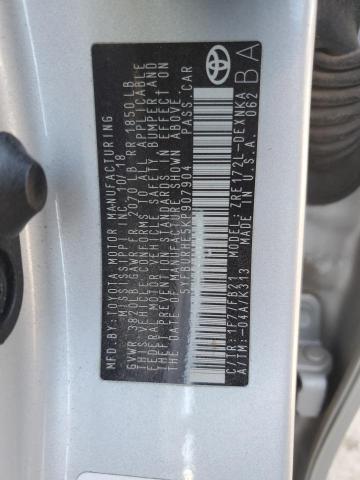 MFD.BY:TOYOTA MOTOR MANUFACTURING
MISSISSIPPI INC. 10/18
GVWR 3820LB GAWR FR 2070 LB RR 1850 LB
THIS VEHICLE CONFORMS TO ALL APPLICABLE
FEDERAL MOTOR VEHICLE SAFETY, BUMPER AND
THEFT PREVENTION STANDARDS IN EFFECT ON
THE DATE OF MANUFACTURE SHOWN ABOVE.
5YFBURHE5KP907904 PASS.CAR
C/TR:1F7/FB21 MODEL:ZRE172L-DEXNKA
A/TM:-04A/K313 MADE IN U.S.A. 062
TOYOTA
BA